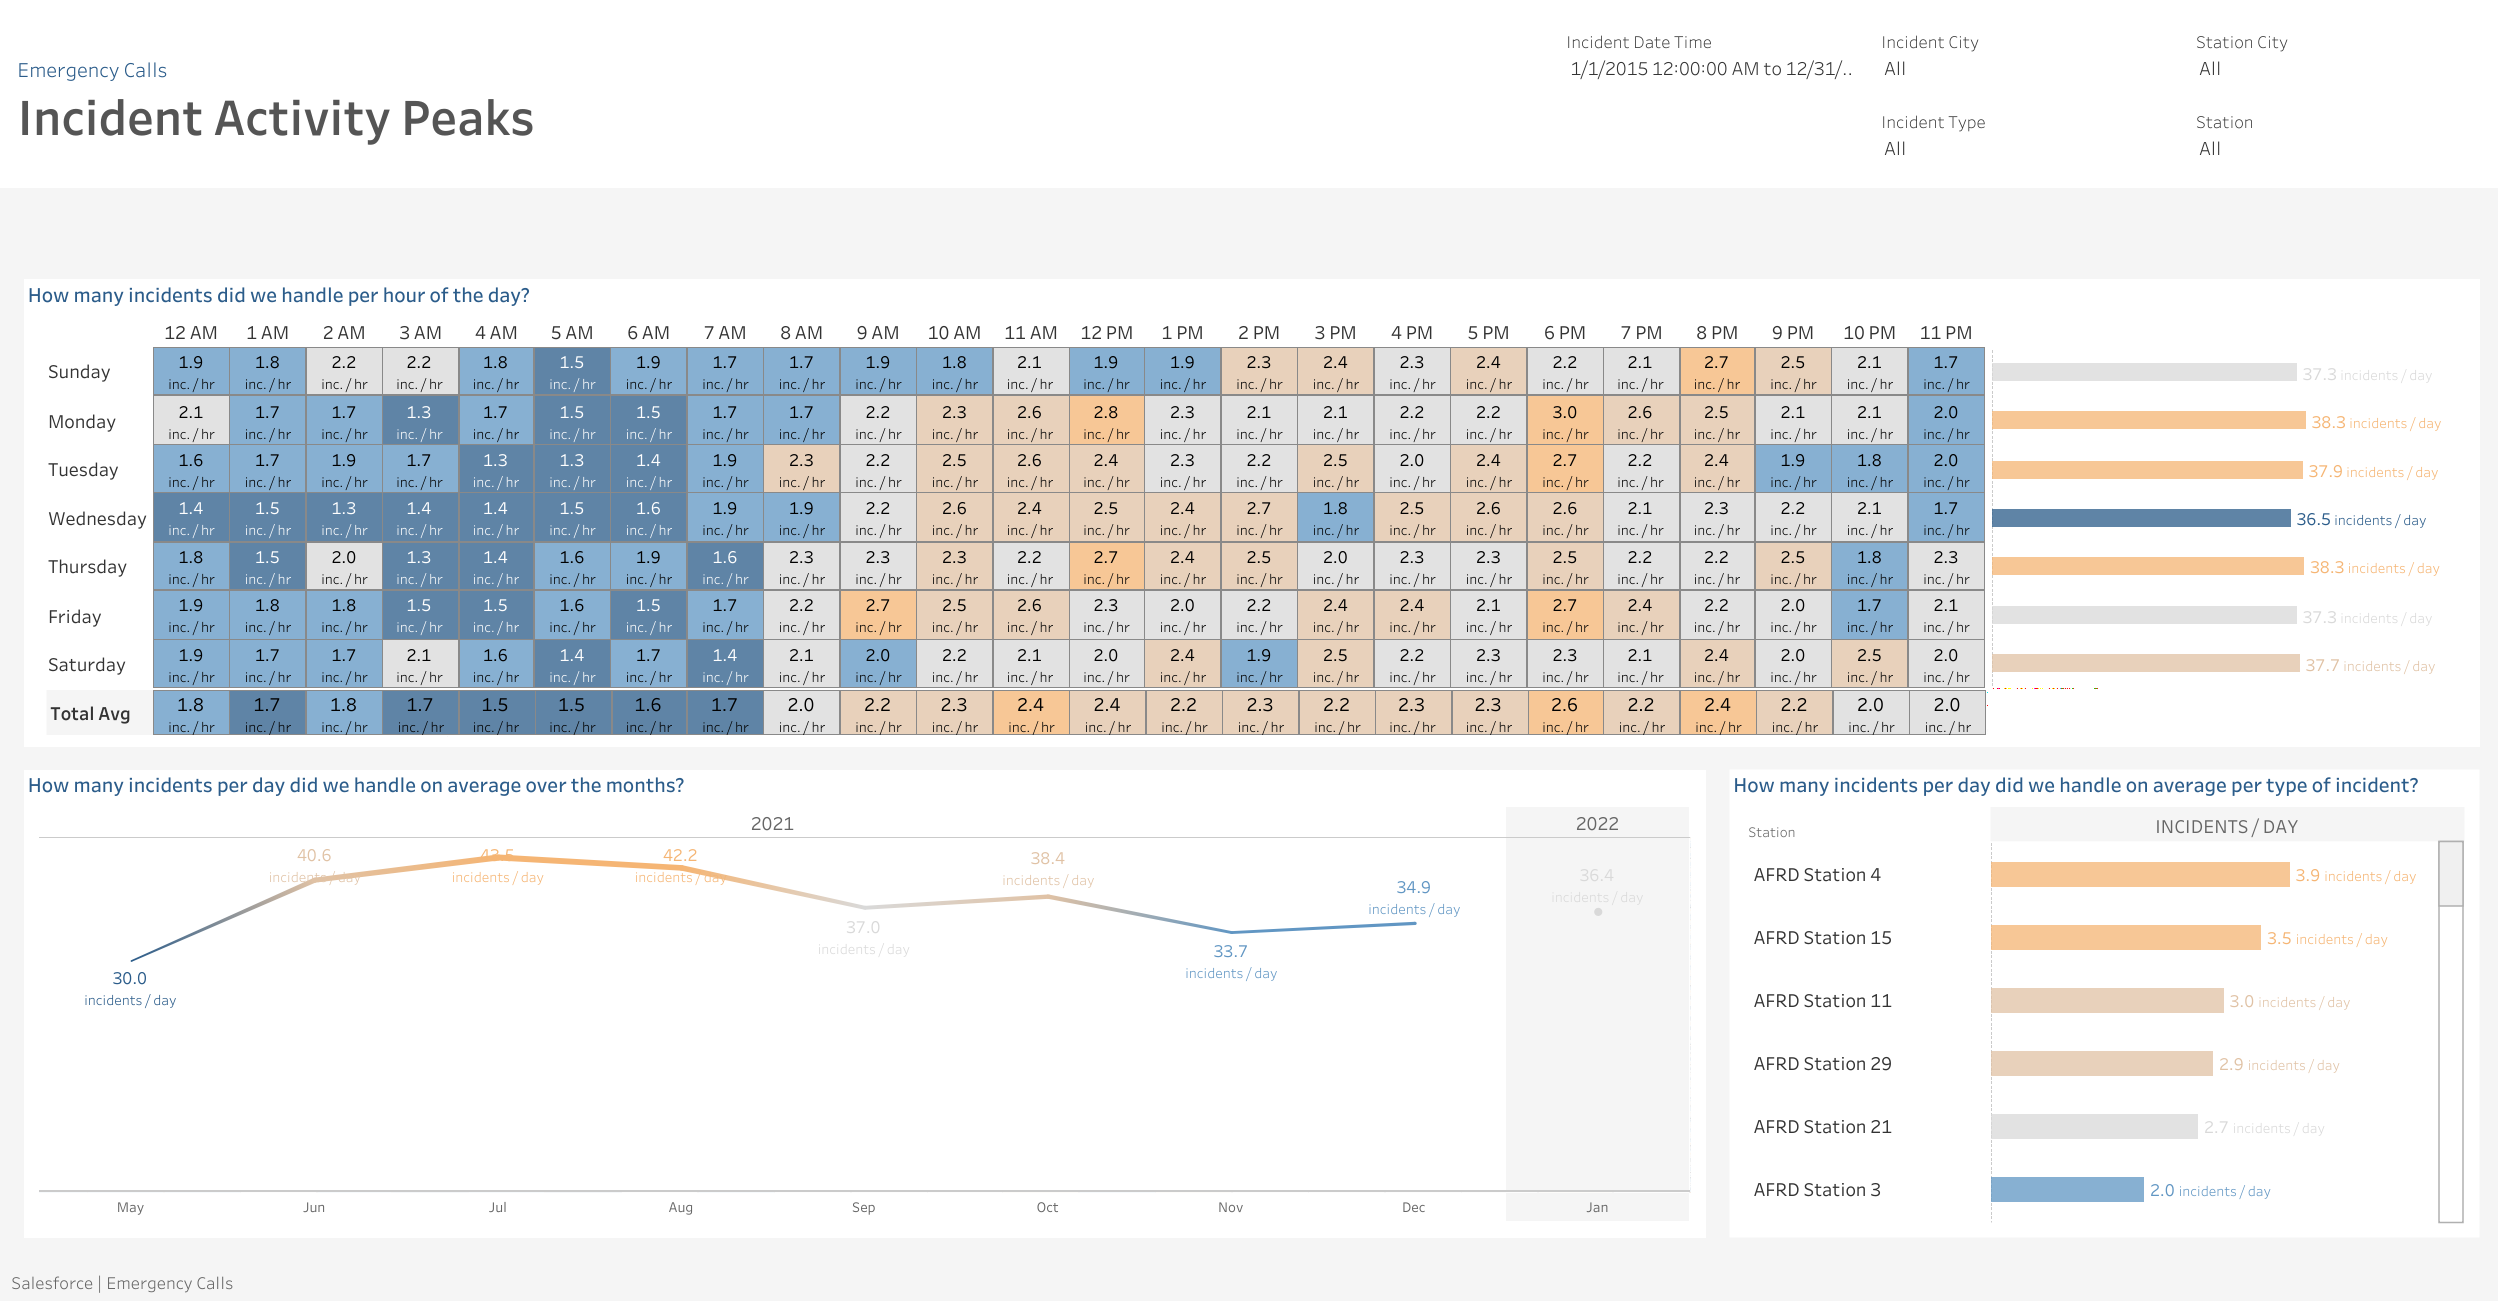 Incident Date Time
Incident City
Station City
Emergency Calls
1/1/2015 12:00:00 AM to 12/31/..
All
All
Incident Activity Peaks
Incident Type
Station
All
All
How many incidents did we handle per hour of the day?
12 AM 1 AM 2 AM 3 AM 4 AM 5 AM 6 AM 7 AM 8 AM 9 AM 10 AM 11 AM 12 PM 1 PM 2 PM 3 PM 4 PM 5 PM 6 PM 7 PM 8 PM 9 PM 10 PM 11 PM
Sunday
1.9 1.8 2.2 2.2 1.8 1.5 1.9 1.7 1.7 1.9 1.8 2.1 1.9 1.9 2.3 2.4 2.3 2.4 2.2 2.1 2.7 2.5 2.1 1.7
inc. / hr inc. / hr inc. / hr inc. / hr inc. / hr inc. / hr inc. / hr inc. / hr inc. / hr inc. / hr inc. / hr inc. / hr inc. / hr inc. / hr inc. / hr inc. / hr inc. / hr inc. / hr inc. / hr inc. / hr inc. / hr inc. / hr inc. / hr inc. / hr
37.3 incidents / day
Monday
2.1 1.7 1.7 1.3 1.7 1.5 1.5 1.7 1.7 2.2 2.3 2.6 2.8 2.3 2.1 2.1 2.2 2.2 3.0 2.6 2.5 2.1 2.1 2.0
inc. / hr inc. / hr inc. / hr inc. / hr inc. / hr inc. / hr inc. / hr inc. / hr inc. / hr inc. / hr inc. / hr inc. / hr inc. / hr inc. / hr inc. / hr inc. / hr inc. / hr inc. / hr inc. / hr inc. / hr inc. / hr inc. / hr inc. / hr inc. / hr
38.3 incidents / day
Tuesday
1.6 1.7 1.9 1.7 1.3 1.3 1.4 1.9 2.3 2.2 2.5 2.6 2.4 2.3 2.2 2.5 2.0 2.4 2.7 2.2 2.4 1.9 1.8 2.0
inc. / hr inc. / hr inc. / hr inc. / hr inc. / hr inc. / hr inc. / hr inc. / hr inc. / hr inc. / hr inc. / hr inc. / hr inc. / hr inc. / hr inc. / hr inc. / hr inc. / hr inc. / hr inc. / hr inc. / hr inc. / hr inc. / hr inc. / hr inc. / hr
37.9 incidents / day
Wednesday
1.4 1.5 1.3 1.4 1.4 1.5 1.6 1.9 1.9 2.2 2.6 2.4 2.5 2.4 2.7 1.8 2.5 2.6 2.6 2.1 2.3 2.2 2.1 1.7
inc. / hr inc. / hr inc. / hr inc. / hr inc. / hr inc. / hr inc. / hr inc. / hr inc. / hr inc. / hr inc. / hr inc. / hr inc. / hr inc. / hr inc. / hr inc. / hr inc. / hr inc. / hr inc. / hr inc. / hr inc. / hr inc. / hr inc. / hr inc. / hr
36.5 incidents / day
Thursday
1.8 1.5 2.0 1.3 1.4 1.6 1.9 1.6 2.3 2.3 2.3 2.2 2.7 2.4 2.5 2.0 2.3 2.3 2.5 2.2 2.2 2.5 1.8 2.3
inc. / hr inc. / hr inc. / hr inc. / hr inc. / hr inc. / hr inc. / hr inc. / hr inc. / hr inc. / hr inc. / hr inc. / hr inc. / hr inc. / hr inc. / hr inc. / hr inc. / hr inc. / hr inc. / hr inc. / hr inc. / hr inc. / hr inc. / hr inc. / hr
38.3 incidents / day
Friday
1.9 1.8 1.8 1.5 1.5 1.6 1.5 1.7 2.2 2.7 2.5 2.6 2.3 2.0 2.2 2.4 2.4 2.1 2.7 2.4 2.2 2.0 1.7 2.1
inc. / hr inc. / hr inc. / hr inc. / hr inc. / hr inc. / hr inc. / hr inc. / hr inc. / hr inc. / hr inc. / hr inc. / hr inc. / hr inc. / hr inc. / hr inc. / hr inc. / hr inc. / hr inc. / hr inc. / hr inc. / hr inc. / hr inc. / hr inc. / hr
37.3 incidents / day
Saturday
1.9 1.7 1.7 2.1 1.6 1.4 1.7 1.4 2.1 2.0 2.2 2.1 2.0 2.4 1.9 2.5 2.2 2.3 2.3 2.1 2.4 2.0 2.5 2.0
inc. / hr inc. / hr inc. / hr inc. / hr inc. / hr inc. / hr inc. / hr inc. / hr inc. / hr inc. / hr inc. / hr inc. / hr inc. / hr inc. / hr inc. / hr inc. / hr inc. / hr inc. / hr inc. / hr inc. / hr inc. / hr inc. / hr inc. / hr inc. / hr
37.7 incidents / day
Total Avg
1.8 1.7 1.8 1.7 1.5 1.5 1.6 1.7 2.0 2.2 2.3 2.4 2.4 2.2 2.3 2.2 2.3 2.3 2.6 2.2 2.4 2.2 2.0 2.0
inc. / hr inc. / hr inc. / hr inc. / hr inc. / hr inc. / hr inc. / hr inc. / hr inc. / hr inc. / hr inc. / hr inc. / hr inc. / hr inc. / hr inc. / hr inc. / hr inc. / hr inc. / hr inc. / hr inc. / hr inc. / hr inc. / hr inc. / hr inc. / hr
How many incidents per day did we handle on average over the months?
2021 2022
40.6
incidents / day
43.5
incidents / day
42.2
incidents / day
38.4
incidents / day
34.9
incidents / day
36.4
incidents / day
37.0
incidents / day
33.7
incidents / day
30.0
incidents / day
May Jun Jul Aug Sep Oct Nov Dec Jan
How many incidents per day did we handle on average per type of incident?
Station
INCIDENTS / DAY
AFRD Station 4 3.9 incidents / day
AFRD Station 15 3.5 incidents / day
AFRD Station 11 3.0 incidents / day
AFRD Station 29 2.9 incidents / day
AFRD Station 21 2.7 incidents / day
AFRD Station 3 2.0 incidents / day
Salesforce | Emergency Calls